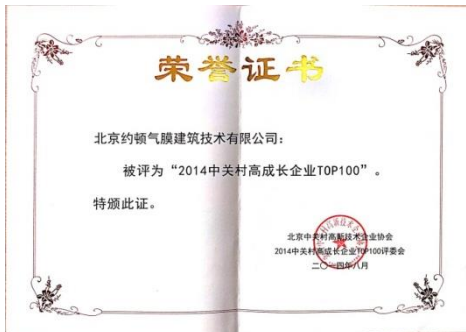 荣誉证书
北京约顿气膜建筑技术有限公司：
被评为“2014中关村高成长企业TOP100”。
特颁此证。
北京中关村高新技术企业协会
2014中关村高成长企业TOP100评委会
二〇一四年八月